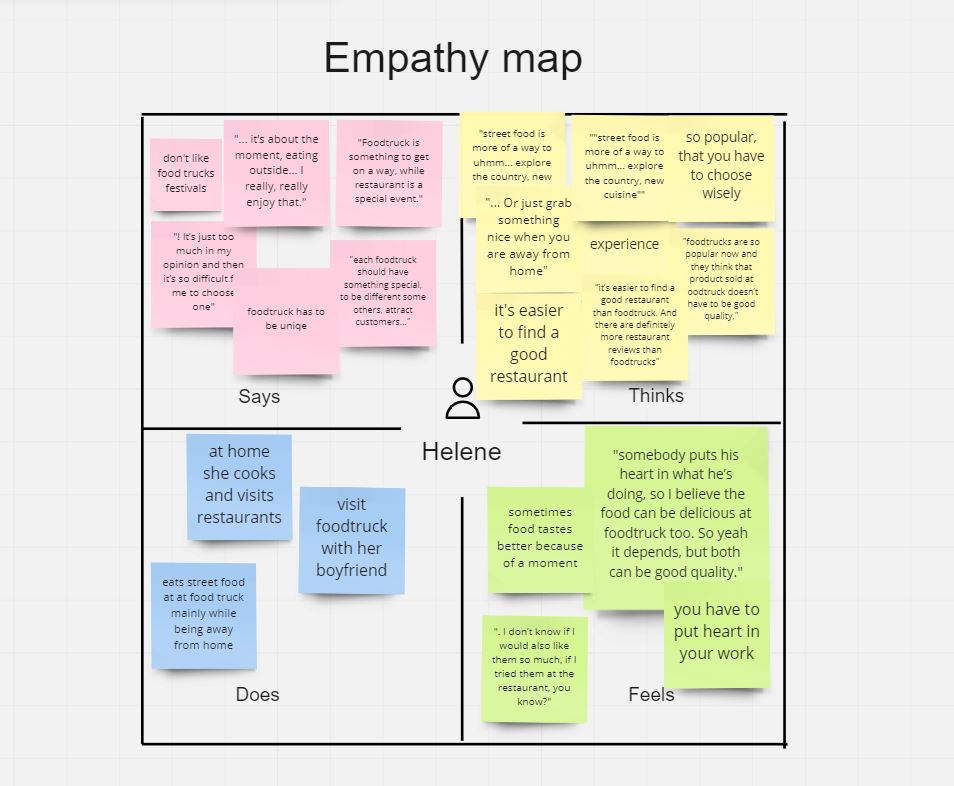 Empathy map
don't like
food trucks
festivals
"... it's about the
moment, eating
outside... I
really, really
enjoy that."
"Foodtruck is
something to get
on a way, while
restaurant is a
special event."
"! It's just too
much in my
opinion and then
it's so difficult f
me to choose
one"
foodtruck has to
be uniqe
"each foodtruck
should have
something special,
to be different some
others, attract
customers..."
Says
"street food is
more of a way to
uhmm... explore
the country, new
""street food is
more of a way to
uhmm... explore
the country, new
cuisine""
so popular,
that you have
to choose
wisely
"... Or just grab
something
nice when you
are away from
home"
experience
"foodtrucks are so
popular now and
they think that
product sold at
oodtruck doesn't
have to be good
quality,"
it's easier
to find a
good
restaurant
"it's easier to find a
good restaurant
than foodtruck. And
there are definitely
more restaurant
reviews than
foodtrucks"
Thinks
Helene
at home
she cooks
and visits
restaurants
visit
foodtruck
with her
boyfriend
eats street food
at at food truck
mainly while
being away
from home
Does
sometimes
food tastes
better because
of a moment
"somebody puts his
heart in what he's
doing, so I believe the
food can be delicious at
foodtruck too. So yeah
it depends, but both
can be good quality."
you have to
put heart in
your work
". I don't know if I
would also like
them so much, if I
tried them at the
restaurant, you
know?"
Feels